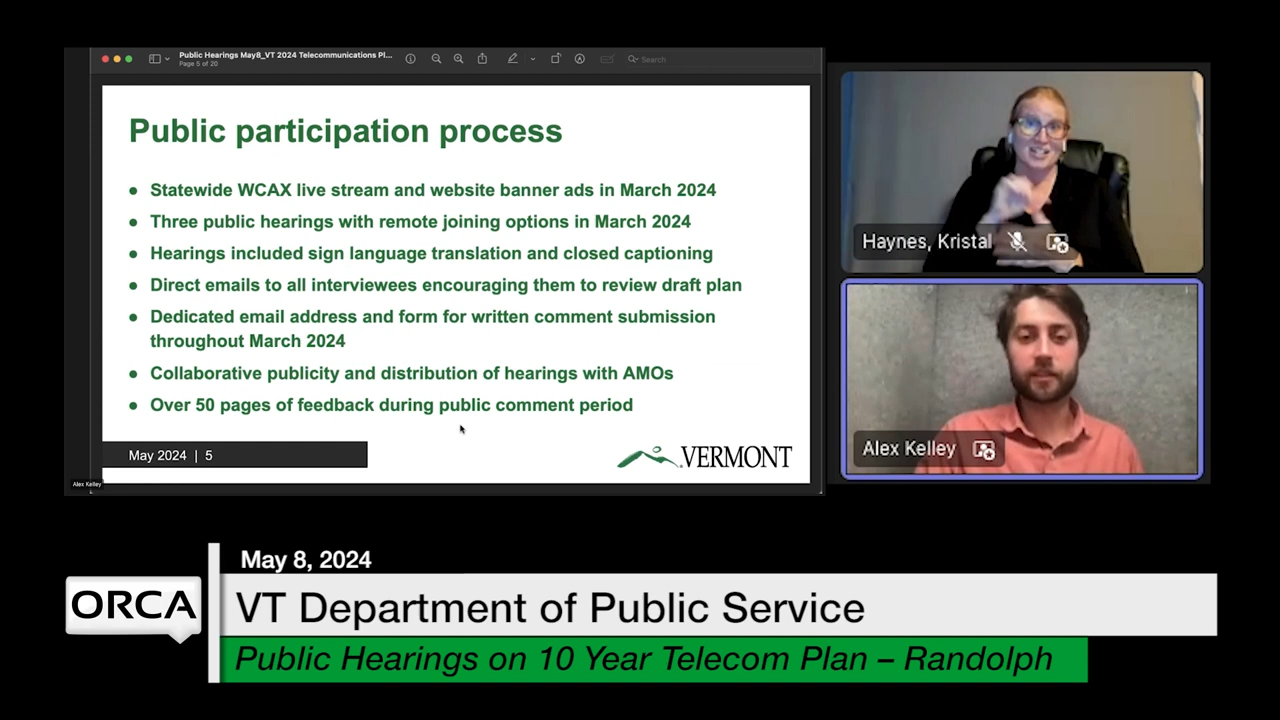 Public Hearings May8_VT 2024 Telecommunications Pl...
Page 5 of 20
Search
Public participation process
● Statewide WCAX live stream and website banner ads in March 2024
● Three public hearings with remote joining options in March 2024
● Hearings included sign language translation and closed captioning
● Direct emails to all interviewees encouraging them to review draft plan
● Dedicated email address and form for written comment submission
throughout March 2024
● Collaborative publicity and distribution of hearings with AMOs
● Over 50 pages of feedback during public comment period
May 2024 | 5
VERMONT
Alex Kelley
Haynes, Kristal
Alex Kelley
May 8, 2024
ORCA
VT Department of Public Service
Public Hearings on 10 Year Telecom Plan – Randolph